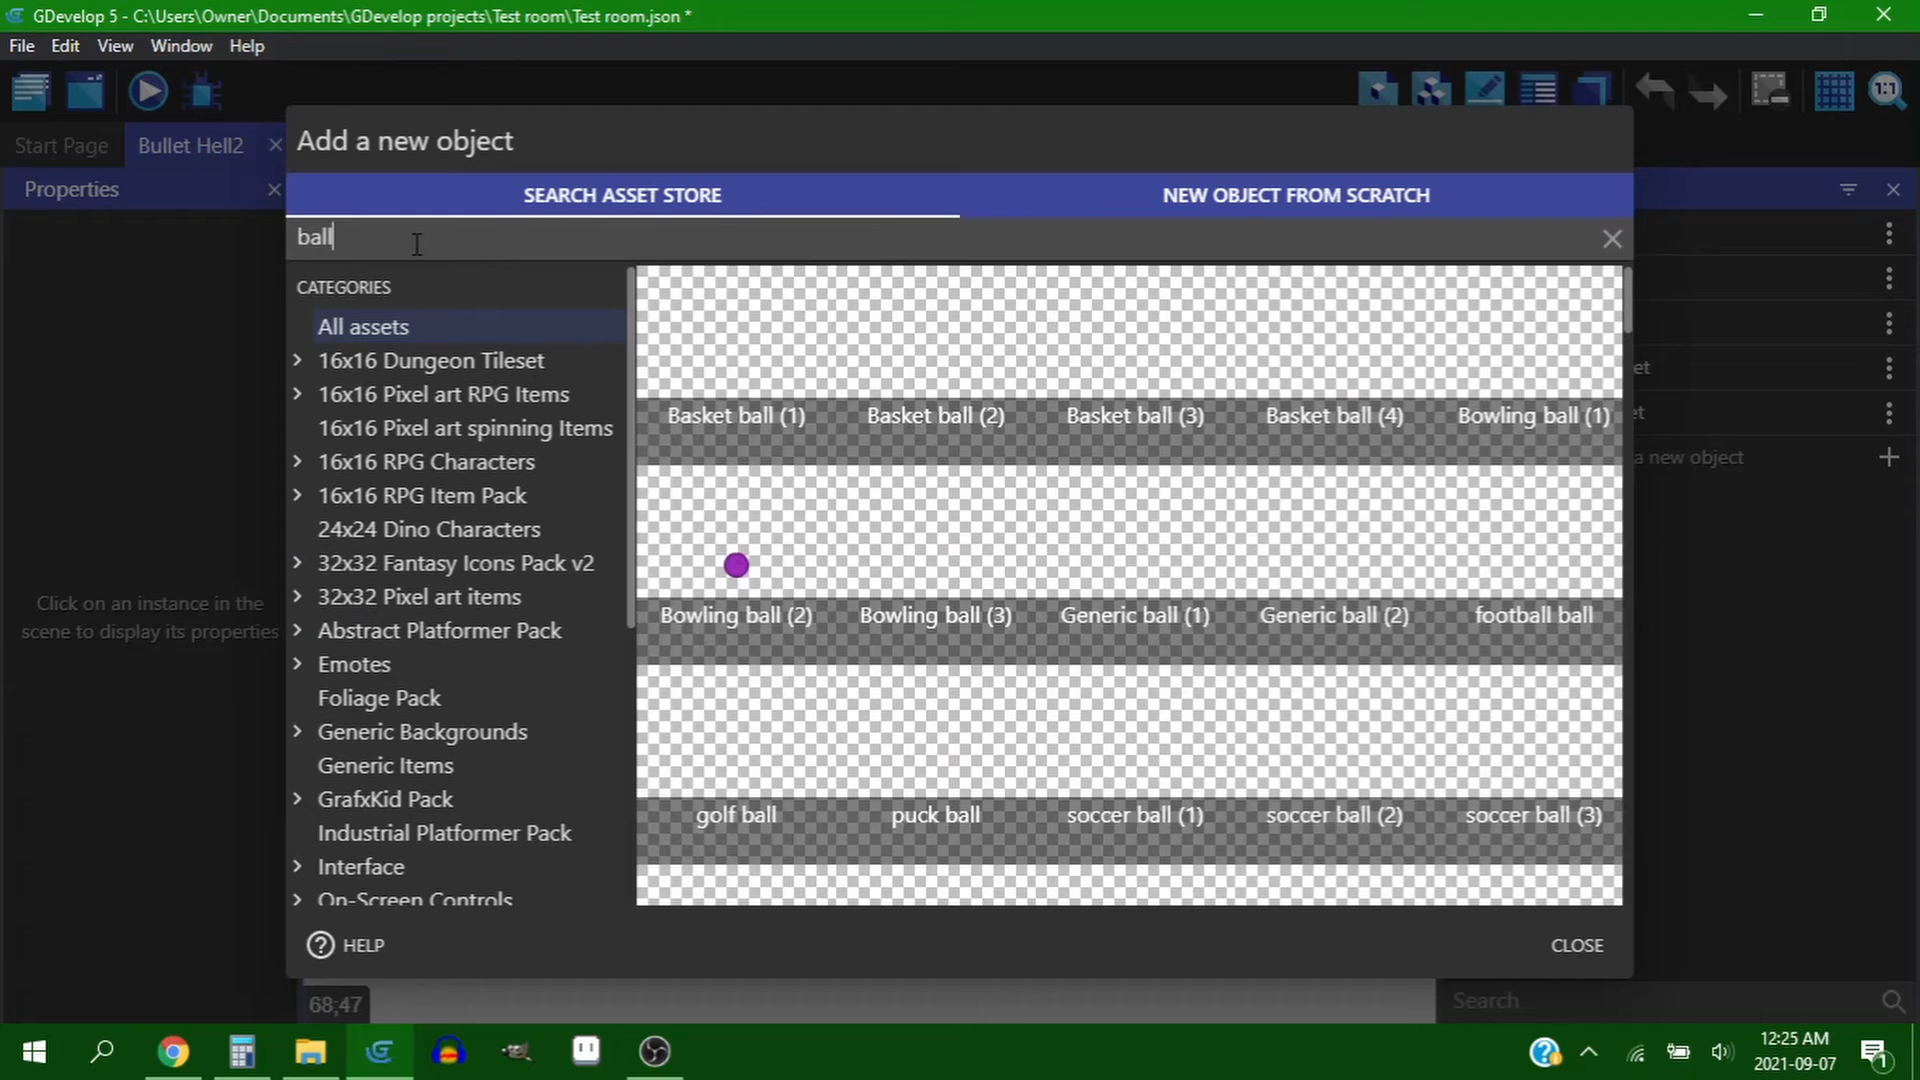 GDevelop 5 - C:\Users\Owner\Documents\GDevelop projects\Test room\Test room.json *
File Edit View Window Help
1:1
Start Page
Bullet Hell2
Properties
Add a new object
SEARCH ASSET STORE
NEW OBJECT FROM SCRATCH
ball
CATEGORIES
All assets
16x16 Dungeon Tileset
16x16 Pixel art RPG Items
16x16 Pixel art spinning Items
16x16 RPG Characters
16x16 RPG Item Pack
24x24 Dino Characters
32x32 Fantasy Icons Pack v2
32x32 Pixel art items
Abstract Platformer Pack
Emotes
Foliage Pack
Generic Backgrounds
Generic Items
GrafxKid Pack
Industrial Platformer Pack
Interface
On-Screen Controls
Basket ball (1) Basket ball (2) Basket ball (3) Basket ball (4) Bowling ball (1)
Bowling ball (2) Bowling ball (3) Generic ball (1) Generic ball (2) football ball
golf ball puck ball soccer ball (1) soccer ball (2) soccer ball (3)
Click on an instance in the
scene to display its properties
et
et
a new object
HELP
CLOSE
68;47
Search
12:25 AM
2021-09-07
1